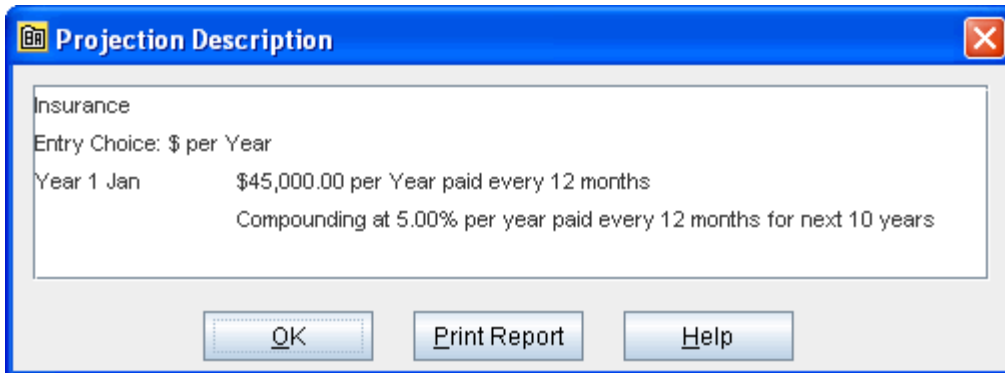 Projection Description
Insurance
Entry Choice: $ per Year
Year 1 Jan $45,000.00 per Year paid every 12 months
Compounding at 5.00% per year paid every 12 months for next 10 years
OK Print Report Help